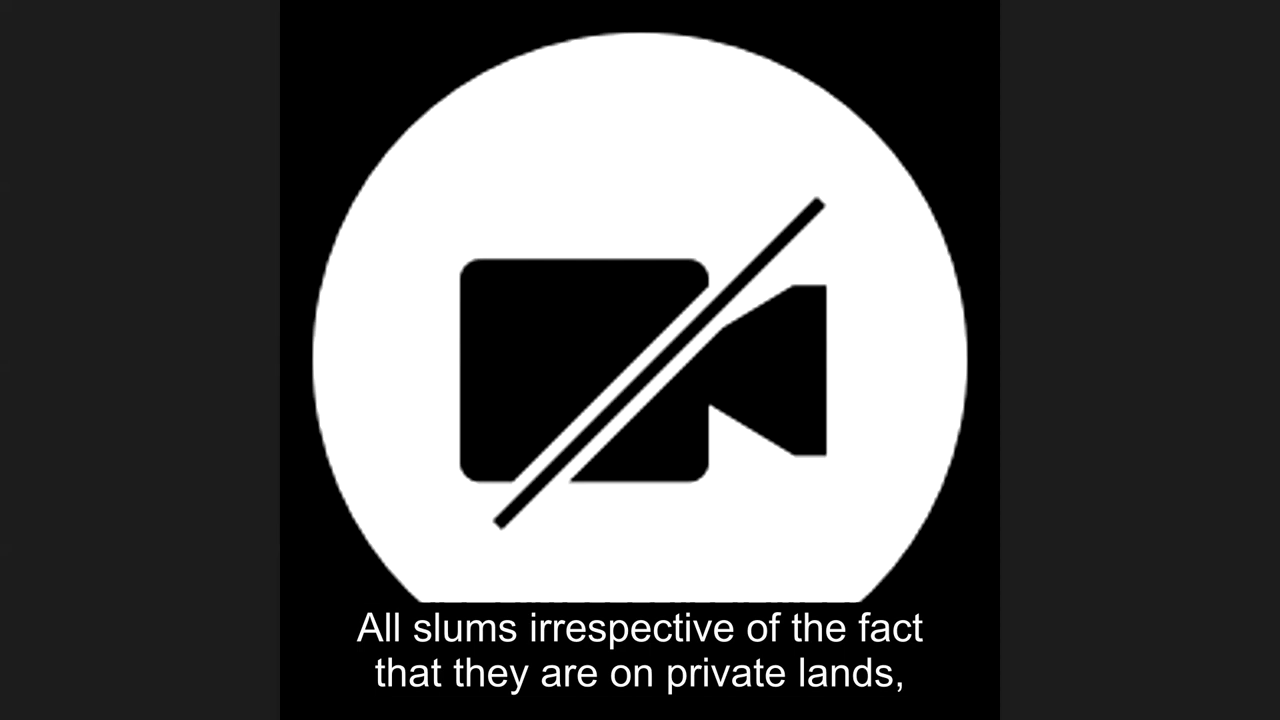 All slums irrespective of the fact
that they are on private lands,